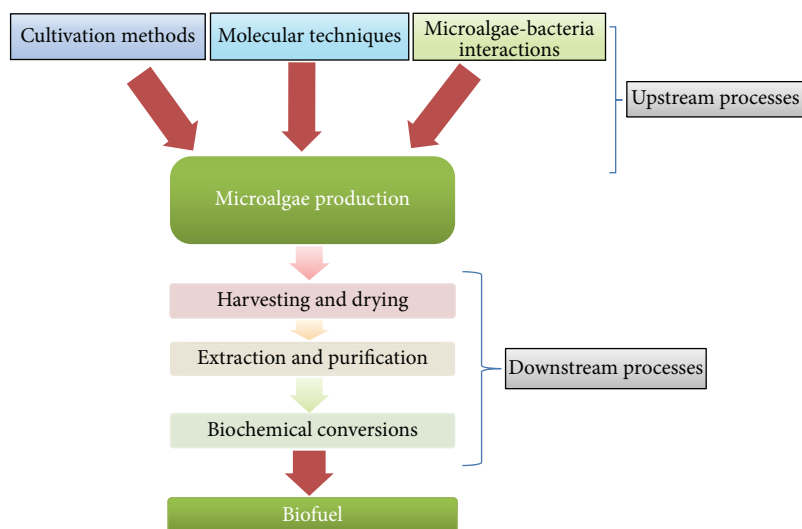 Cultivation methods
Molecular techniques
Microalgae-bacteria
interactions
Upstream processes
Microalgae production
Harvesting and drying
Extraction and purification
Downstream processes
Biochemical conversions
Biofuel